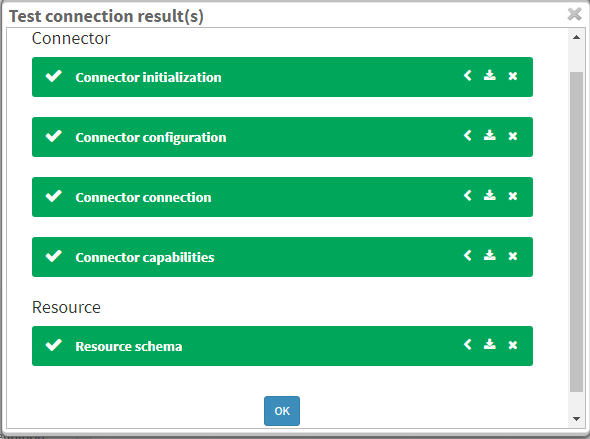 Test connection result(s)
Connector
Connector initialization
Connector configuration
Connector connection
Connector capabilities
Resource
Resource schema
OK